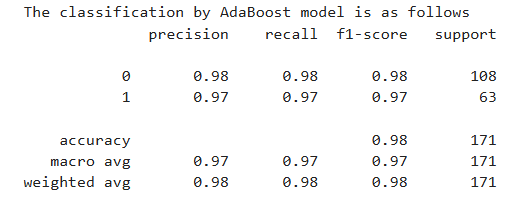 The classification by AdaBoost model is as follows
precision recall f1-score support
0 0.98 0.98 0.98 108
1 0.97 0.97 0.97 63
accuracy 0.98 171
macro avg 0.97 0.97 0.97 171
weighted avg 0.98 0.98 0.98 171